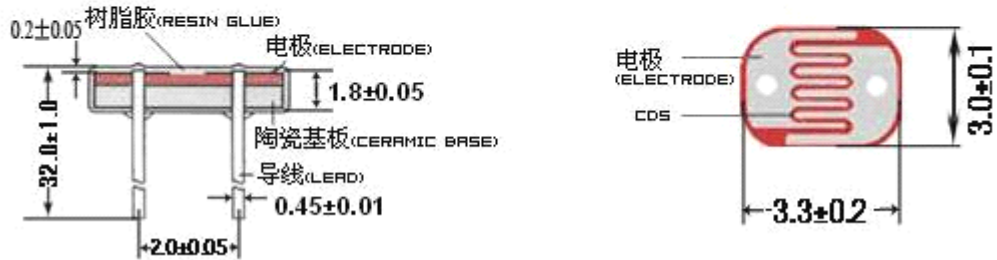 树脂胶(RESIN GLUE)
0.2±0.05
电极(ELECTRODE)
1.8±0.05
32.0±1.0
陶瓷基板(CERAMIC BASE)
导线(LEAD)
0.45±0.01
2.0±0.05
电极
(ELECTRODE)
CDS
3.0±0.1
3.3±0.2